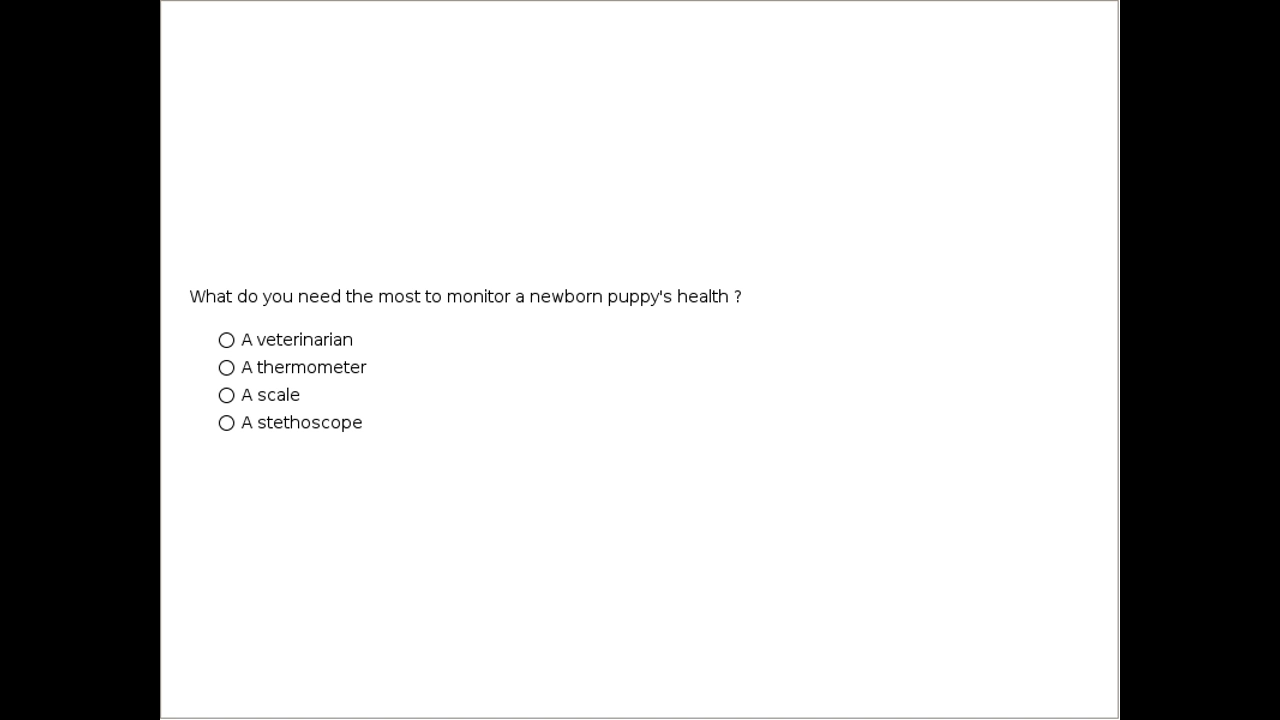 What do you need the most to monitor a newborn puppy's health ?
A veterinarian
A thermometer
A scale
A stethoscope